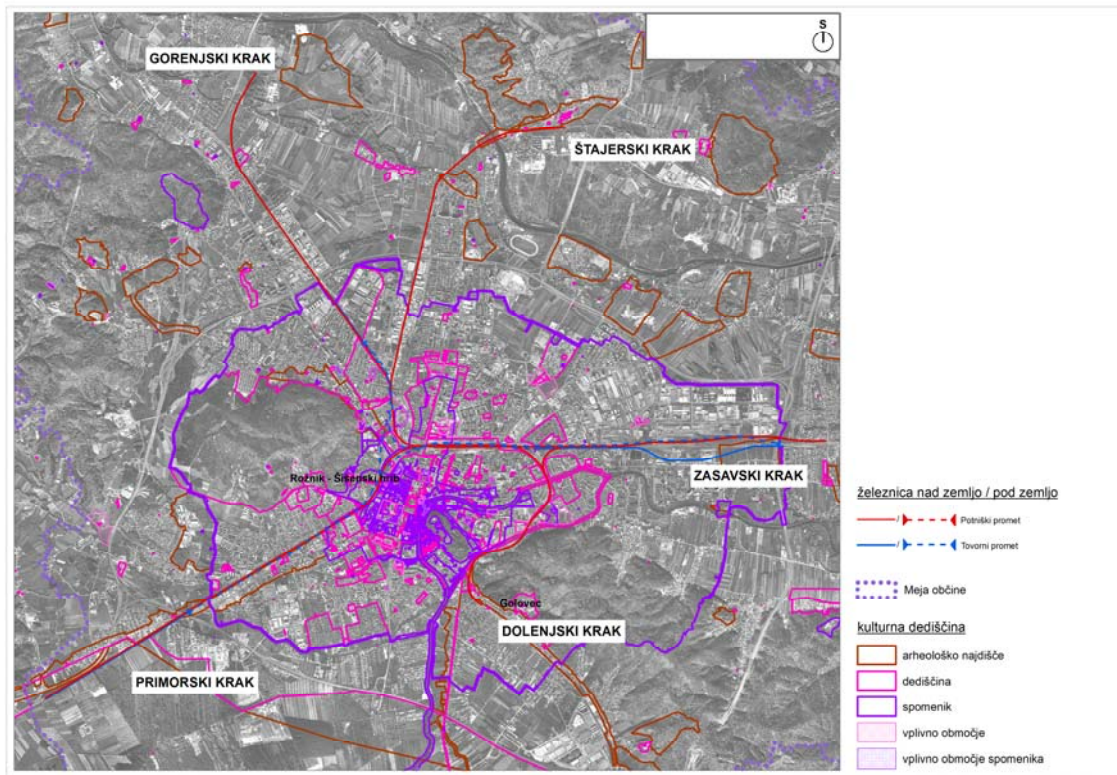 S
GORENJSKI KRAK
ŠTAJERSKI KRAK
Rožnik - Šišenski hrib
ZASAVSKI KRAK
Golovec
DOLENJSKI KRAK
PRIMORSKI KRAK
železnica nad zemljo / pod zemljo
/ Potniški promet
/ Tovorni promet
Meja občine
kulturna dediščina
arheološko najdišče
dediščina
spomenik
vplivno območje
vplivno območje spomenika